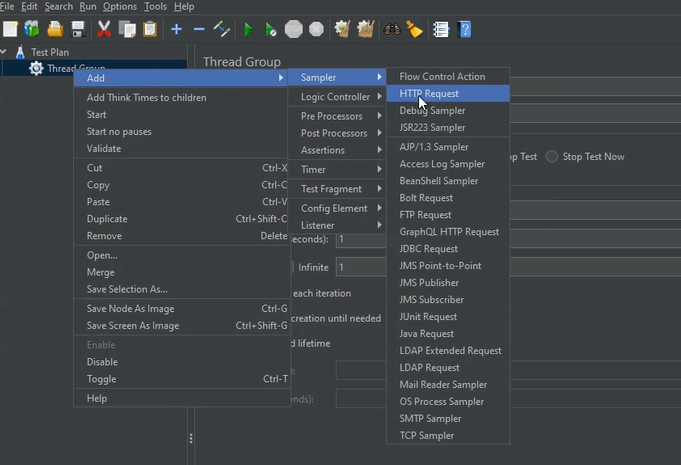 File Edit Search Run Options Tools Help
Test Plan
Thread Group
Thread Group
Add
Add Think Times to children
Start
Start no pauses
Validate
Cut Ctrl-X
Copy Ctrl-C
Paste Ctrl-V
Duplicate Ctrl+Shift-C
Remove Delete
Open...
Merge
Save Selection As...
Save Node As Image Ctrl-G
Save Screen As Image Ctrl+Shift-G
Enable
Disable
Toggle Ctrl-T
Help
Sampler
Logic Controller
Pre Processors
Post Processors
Assertions
Timer
Test Fragment
Config Element
Listener
Flow Control Action
HTTP Request
Debug Sampler
JSR223 Sampler
AJP/1.3 Sampler
Access Log Sampler
BeanShell Sampler
Bolt Request
FTP Request
GraphQL HTTP Request
JDBC Request
JMS Point-to-Point
JMS Publisher
JMS Subscriber
JUnit Request
Java Request
LDAP Extended Request
LDAP Request
Mail Reader Sampler
OS Process Sampler
SMTP Sampler
TCP Sampler
op Test Stop Test Now
econds): 1
Infinite 1
each iteration
creation until needed
d lifetime
nds):